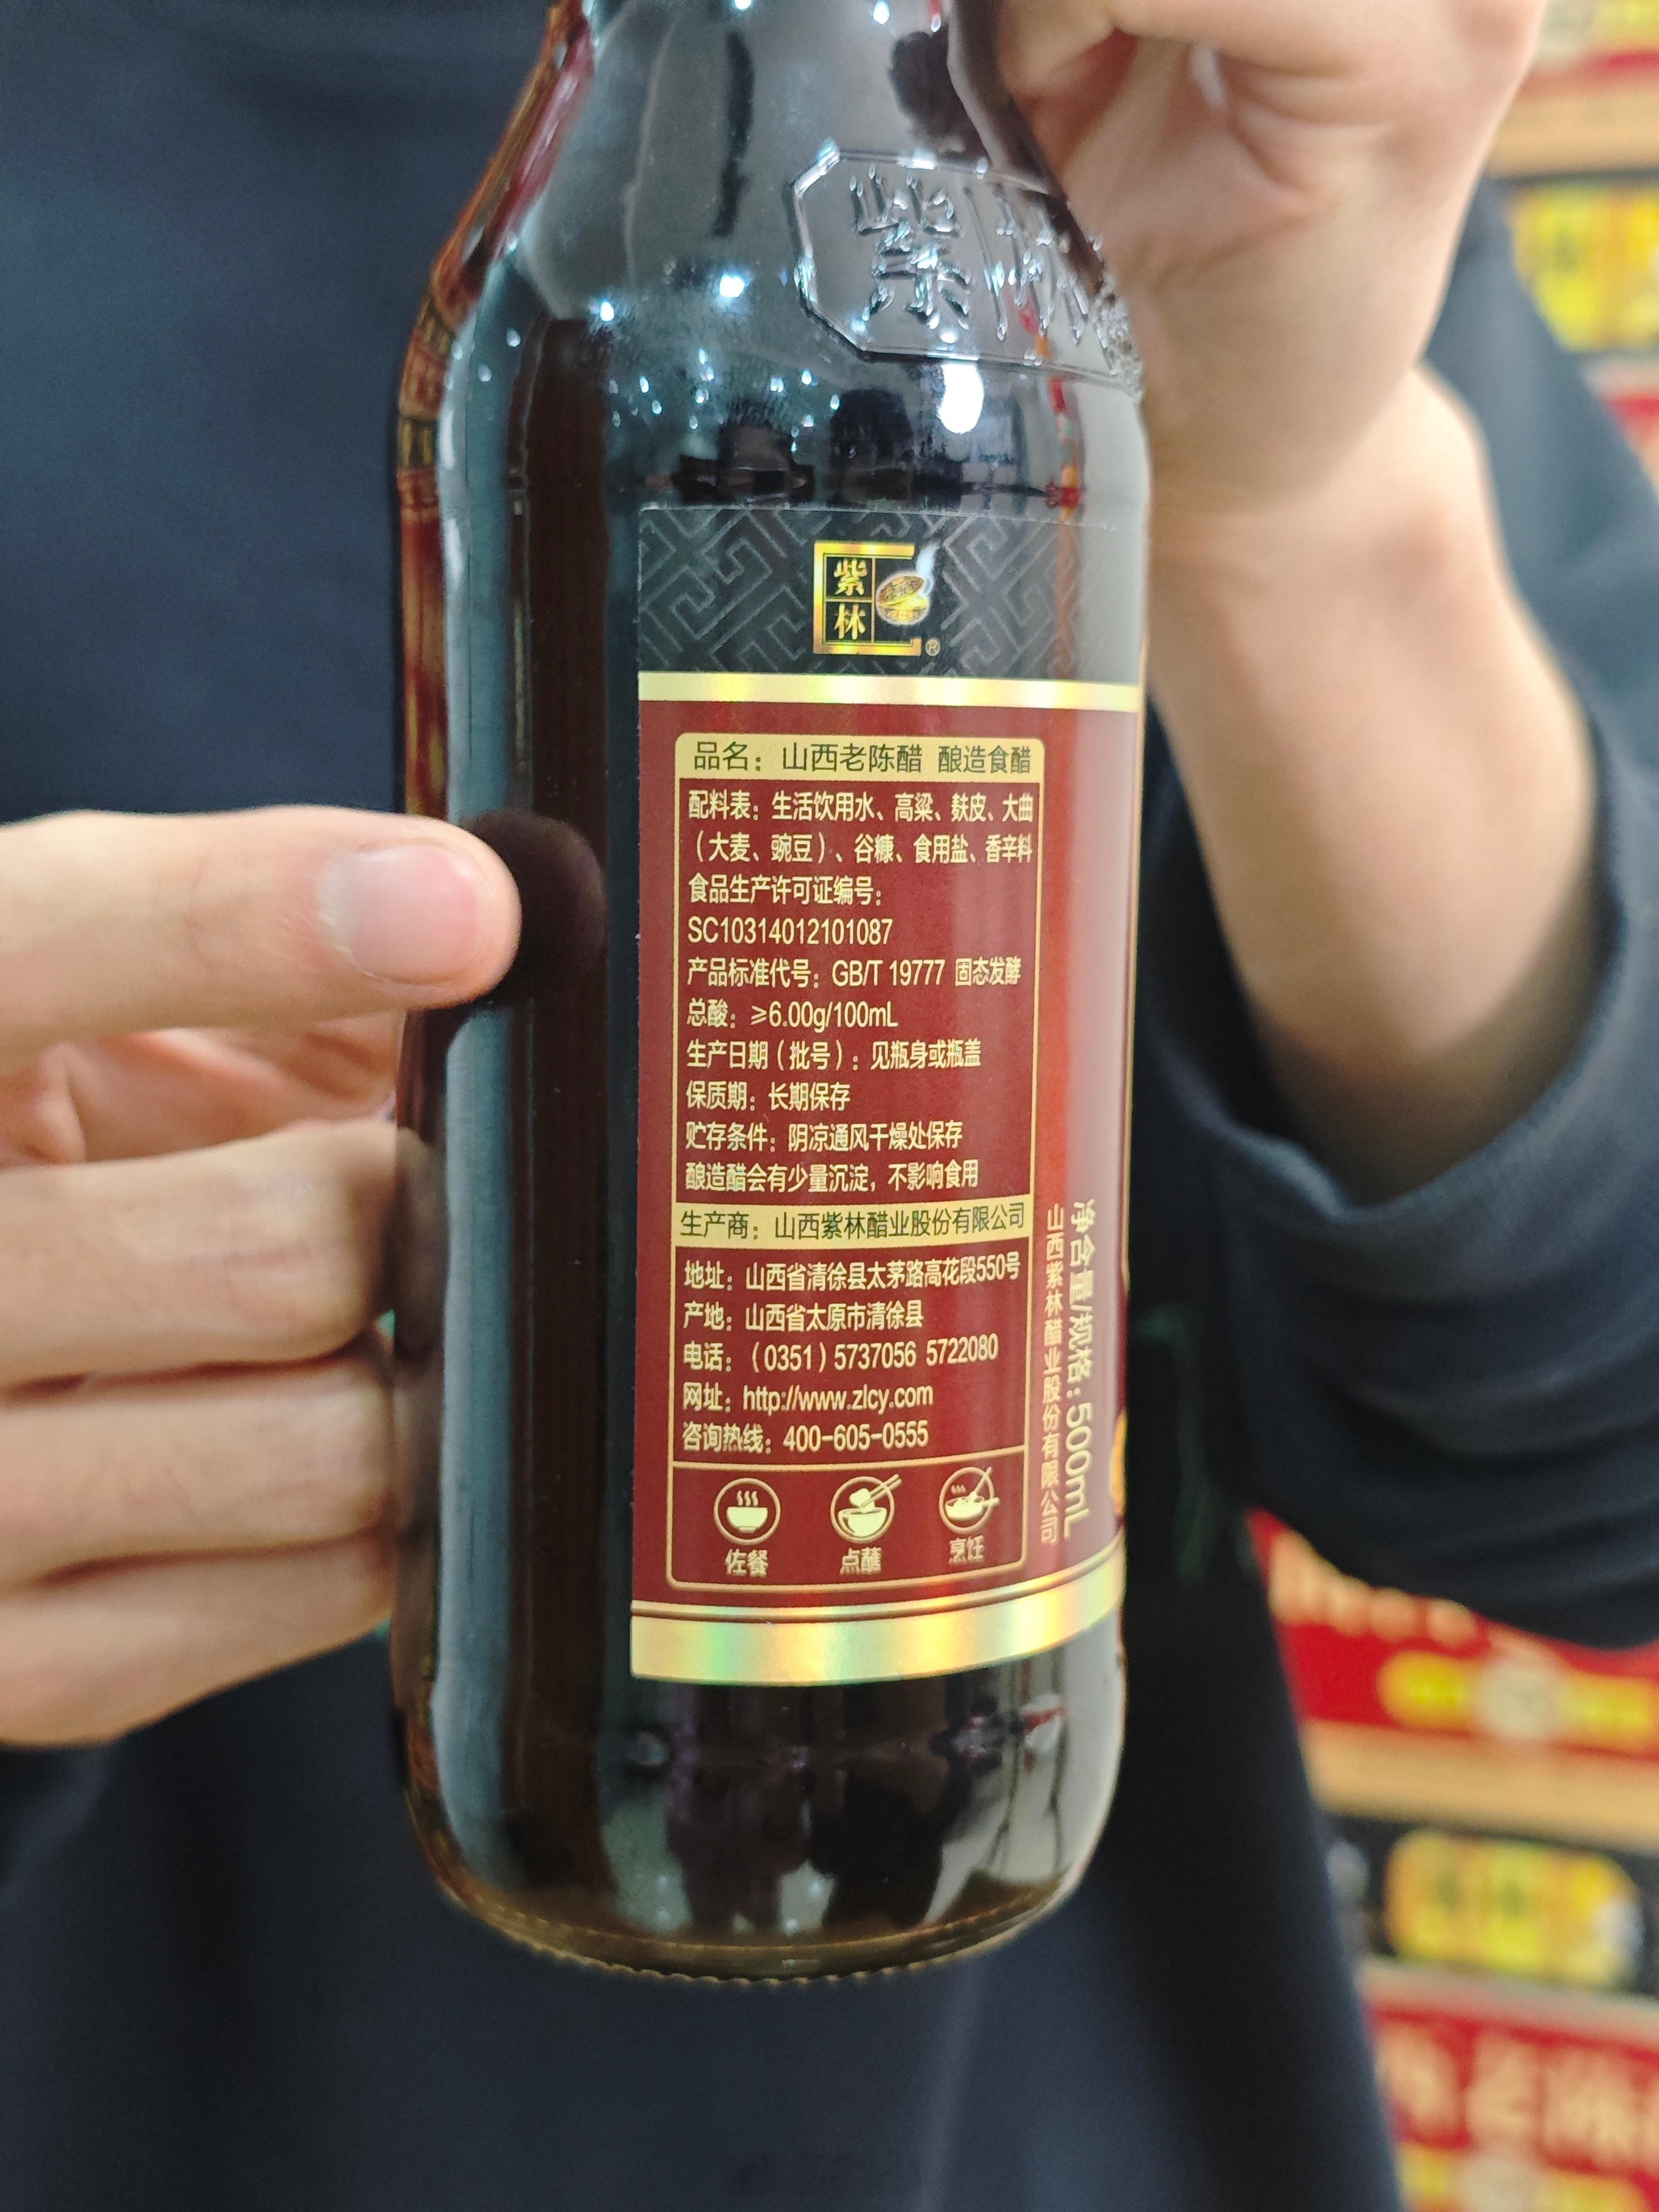 紫林
紫
林
®
品名：山西老陈醋 酿造食醋
配料表：生活饮用水、高粱、麸皮、大曲
（大麦、豌豆）、谷糠、食用盐、香辛料
食品生产许可证编号：
SC10314012101087
产品标准代号：GB/T 19777 固态发酵
总酸：≥6.00g/100mL
生产日期（批号）：见瓶身或瓶盖
保质期：长期保存
贮存条件：阴凉通风干燥处保存
酿造醋会有少量沉淀，不影响食用
生产商：山西紫林醋业股份有限公司
地址：山西省清徐县太茅路高花段550号
产地：山西省太原市清徐县
电话：（0351）5737056 5722080
网址：http://www.zlcy.com
咨询热线：400-605-0555
佐餐 点蘸 烹饪
净含量/规格：500mL
山西紫林醋业股份有限公司